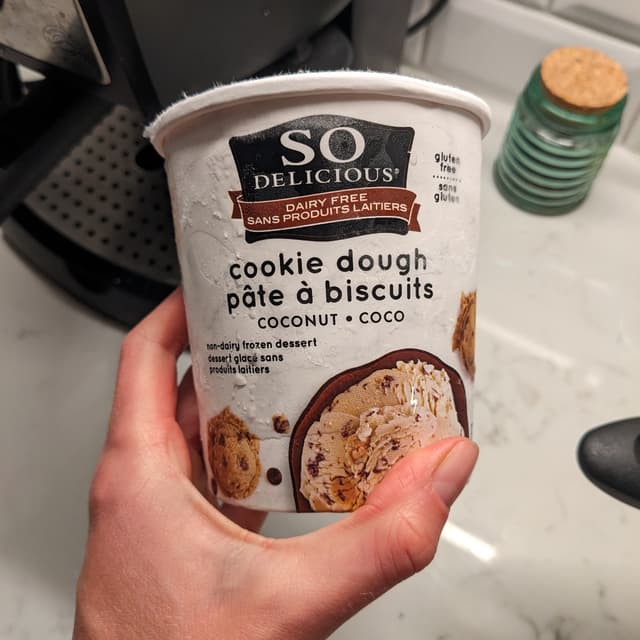 SO
DELICIOUS®
DAIRY FREE
SANS PRODUITS LAITIERS
gluten
free
sans
gluten
cookie dough
pâte à biscuits
COCONUT • COCO
non-dairy frozen dessert
dessert glacé sans
produits laitiers